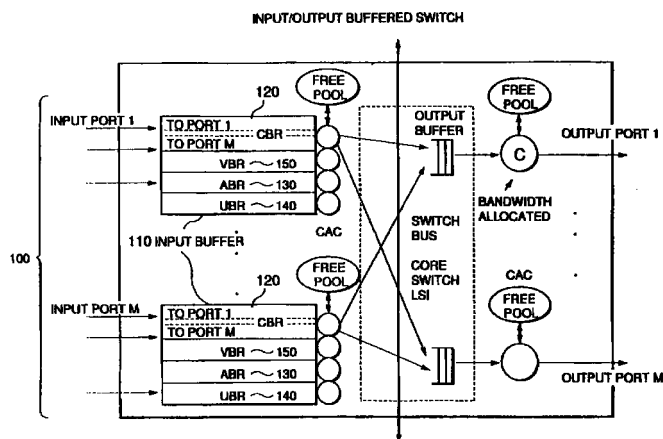 INPUT/OUTPUT BUFFERED SWITCH
120
FREE
POOL
FREE
POOL
INPUT PORT 1
TO PORT 1
CBR
TO PORT M
VBR ~ 150
ABR ~ 130
UBR ~ 140
OUTPUT
BUFFER
C
OUTPUT PORT 1
BANDWIDTH
ALLOCATED
110 INPUT BUFFER
CAC
SWITCH
BUS
100
120
FREE
POOL
CORE
SWITCH
LSI
CAC
FREE
POOL
INPUT PORT M
TO PORT 1
CBR
TO PORT M
VBR ~ 150
ABR ~ 130
UBR ~ 140
OUTPUT PORT M